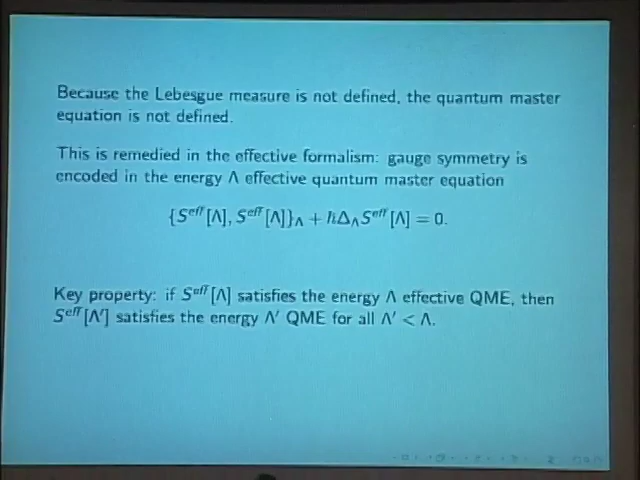 Because the Lebesgue measure is not defined, the quantum master
equation is not defined.
This is remedied in the effective formalism: gauge symmetry is
encoded in the energy Λ effective quantum master equation
{S^eff[Λ], S^eff[Λ]}_Λ + ℏΔ_Λ S^eff[Λ] = 0.
Key property: if S^eff[Λ] satisfies the energy Λ effective QME, then
S^eff[Λ′] satisfies the energy Λ′ QME for all Λ′ < Λ.